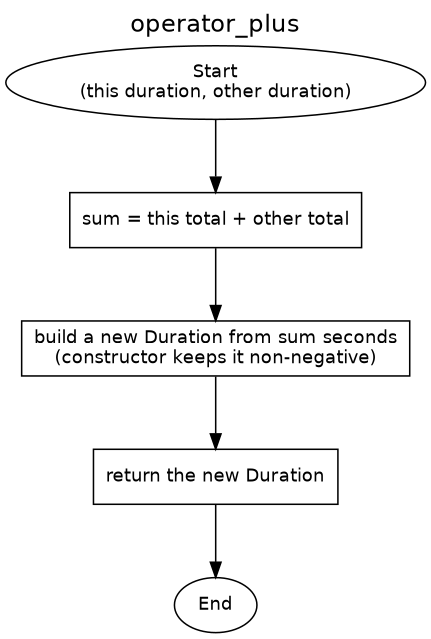 operator_plus
Start
(this duration, other duration)
sum = this total + other total
build a new Duration from sum seconds
(constructor keeps it non-negative)
return the new Duration
End